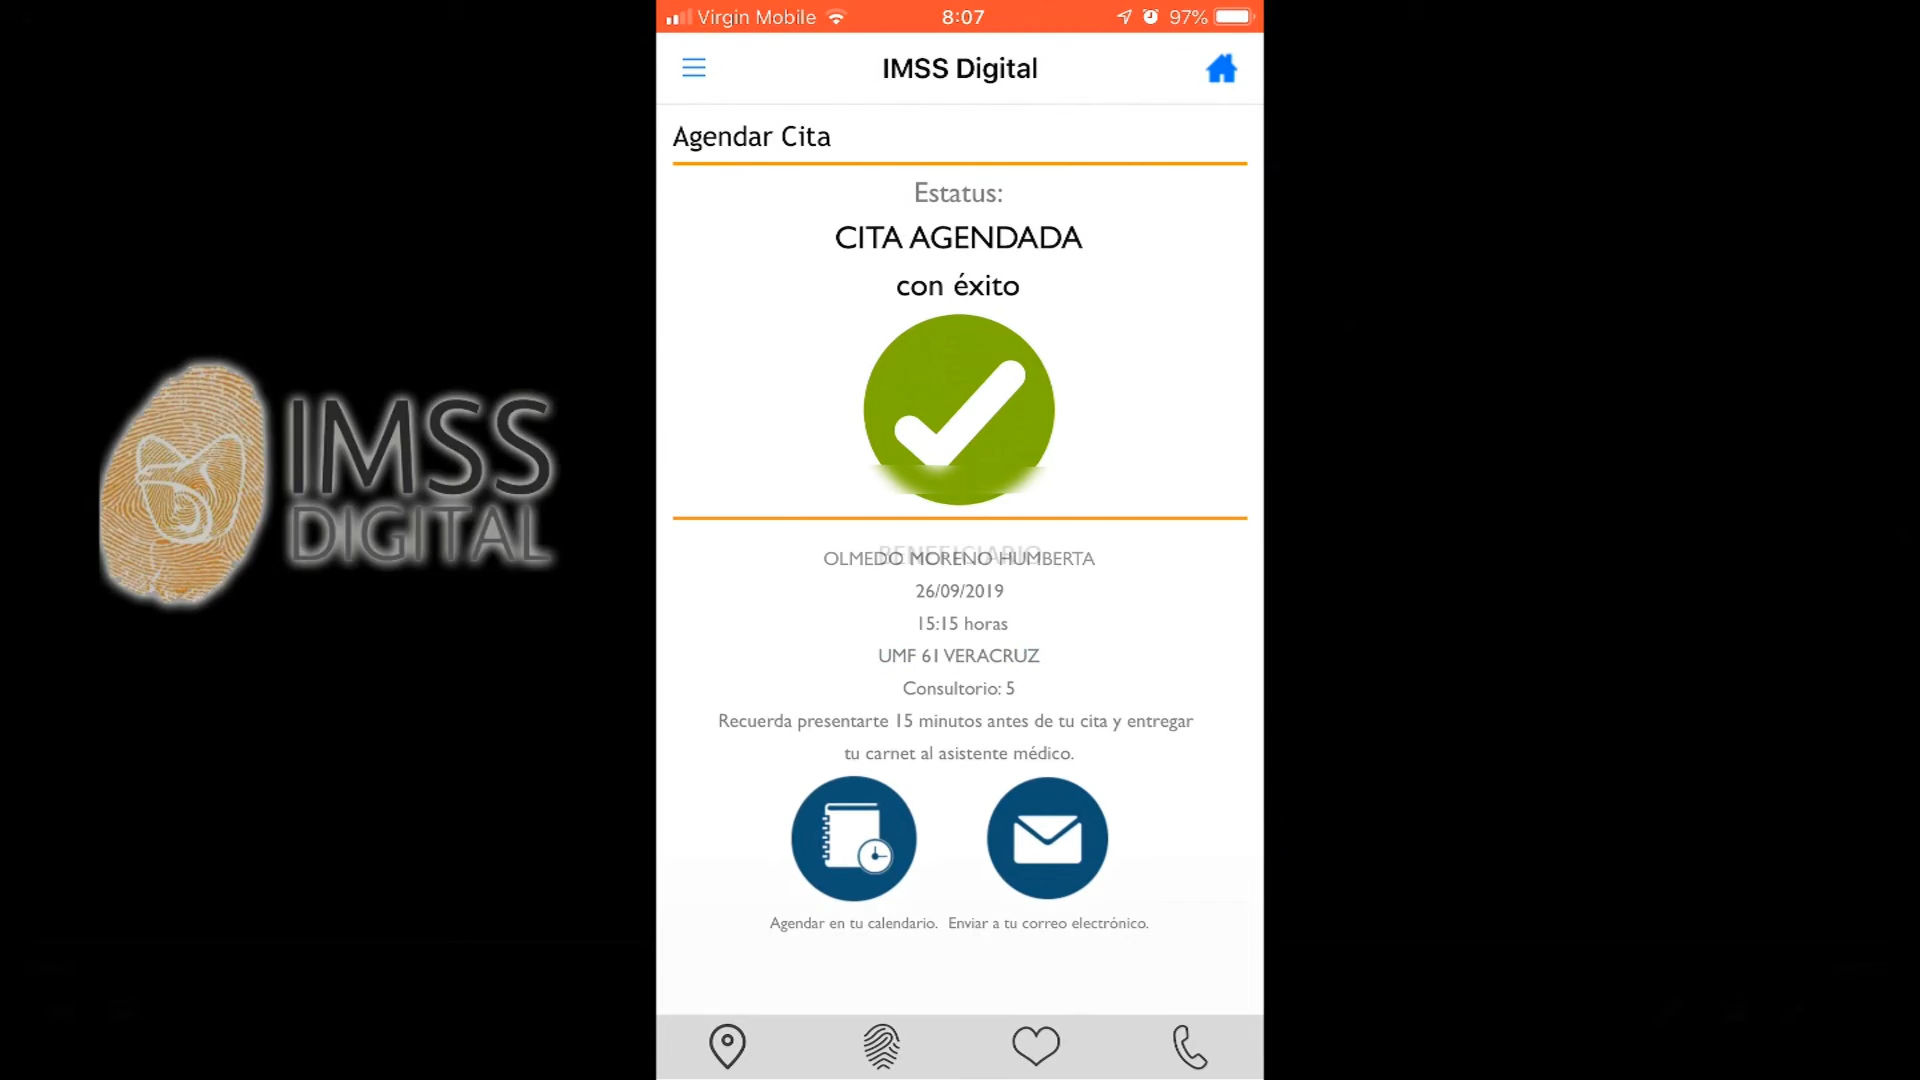 Virgin Mobile 8:07 97%
IMSS Digital
Agendar Cita
Estatus:
CITA AGENDADA
con éxito
IMSS
DIGITAL
BENEFICIARIO
OLMEDO MORENO HUMBERTA
26/09/2019
15:15 horas
UMF 61 VERACRUZ
Consultorio: 5
Recuerda presentarte 15 minutos antes de tu cita y entregar
tu carnet al asistente médico.
Agendar en tu calendario. Enviar a tu correo electrónico.